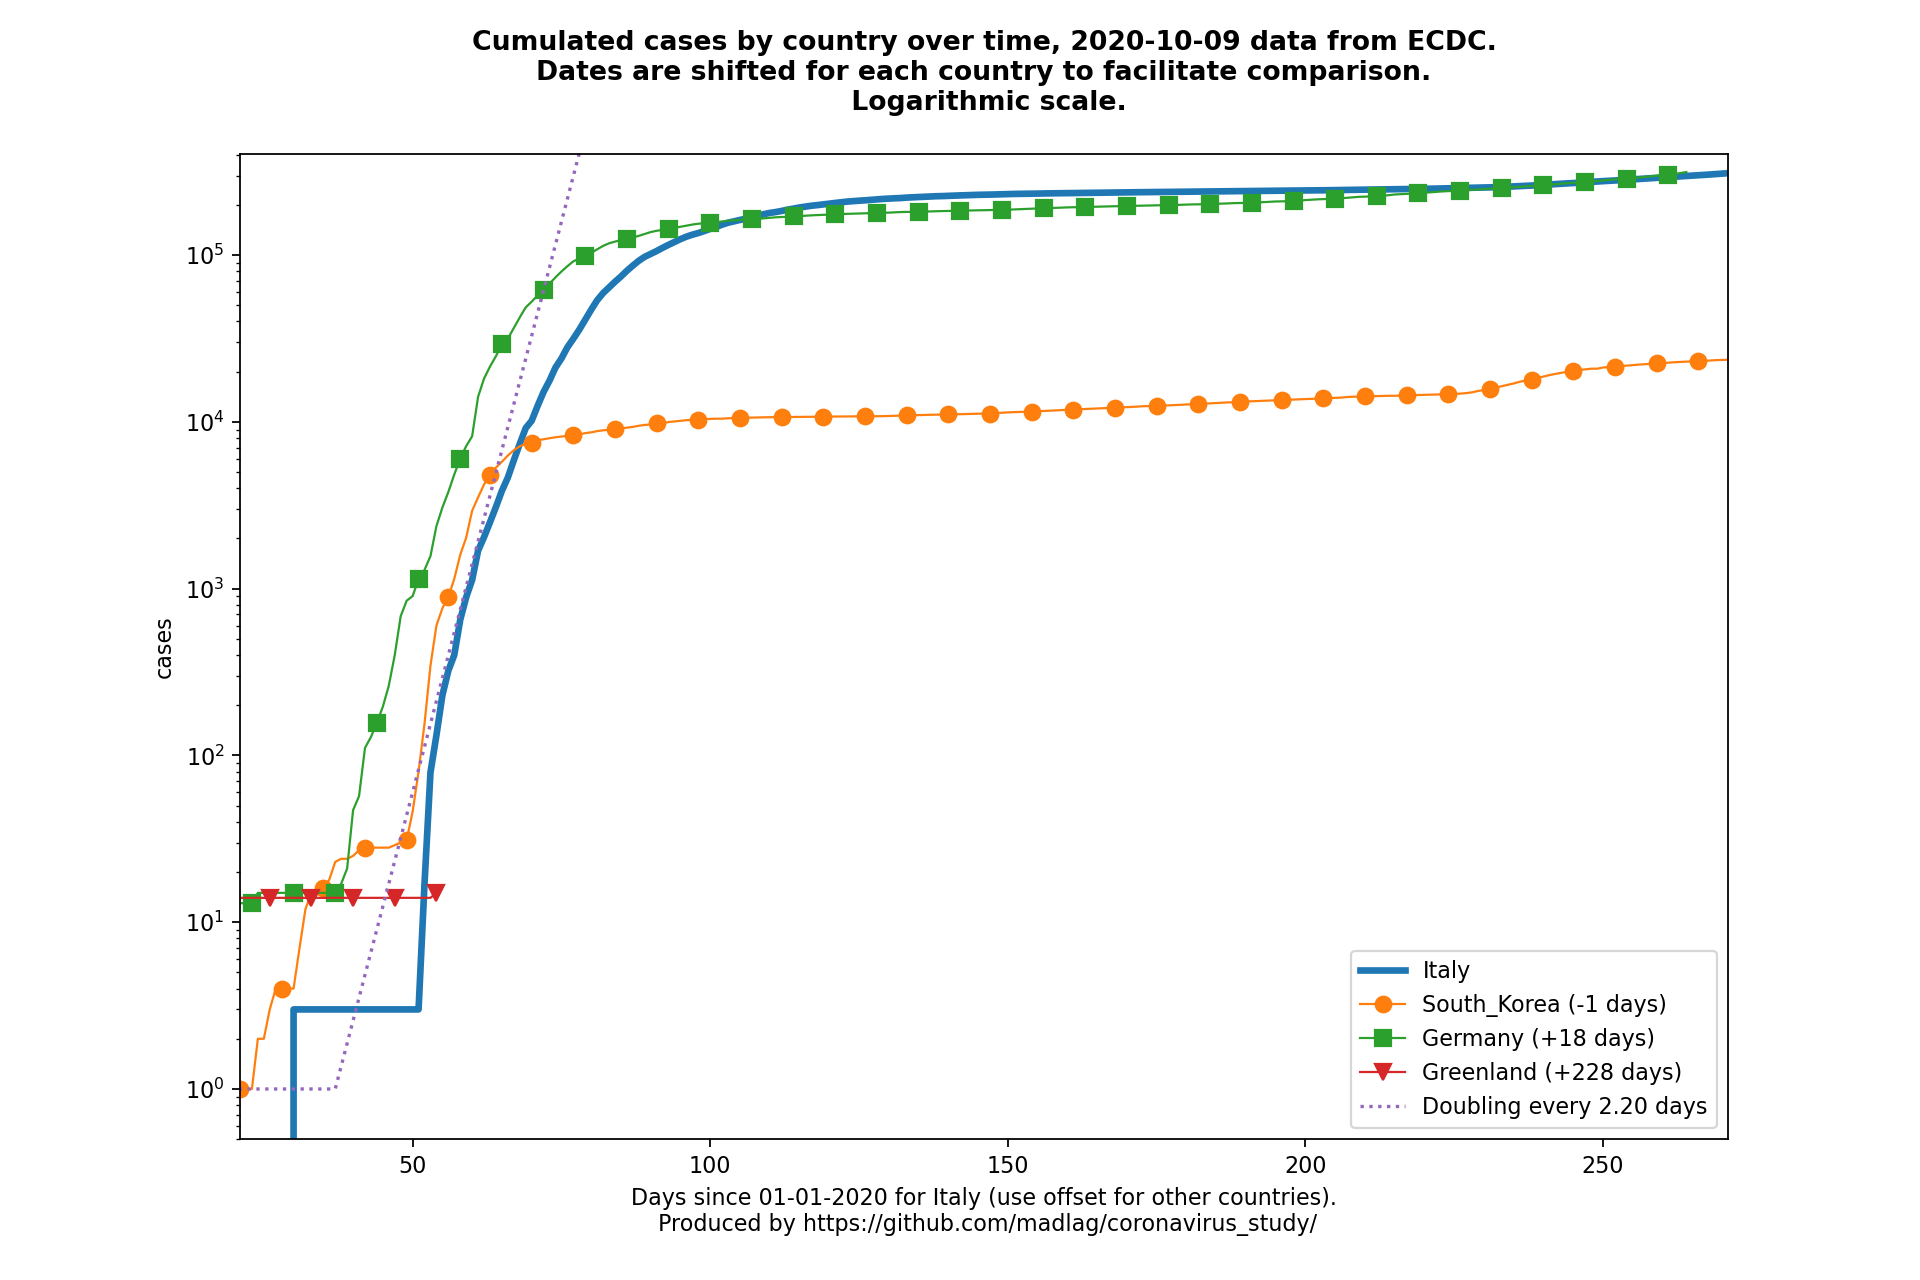 Cumulated cases by country over time, 2020-10-09 data from ECDC.
Dates are shifted for each country to facilitate comparison.
Logarithmic scale.
cases
10^5
10^4
10^3
10^2
10^1
10^0
50 100 150 200 250
Italy
South_Korea (-1 days)
Germany (+18 days)
Greenland (+228 days)
Doubling every 2.20 days
Days since 01-01-2020 for Italy (use offset for other countries).
Produced by https://github.com/madlag/coronavirus_study/